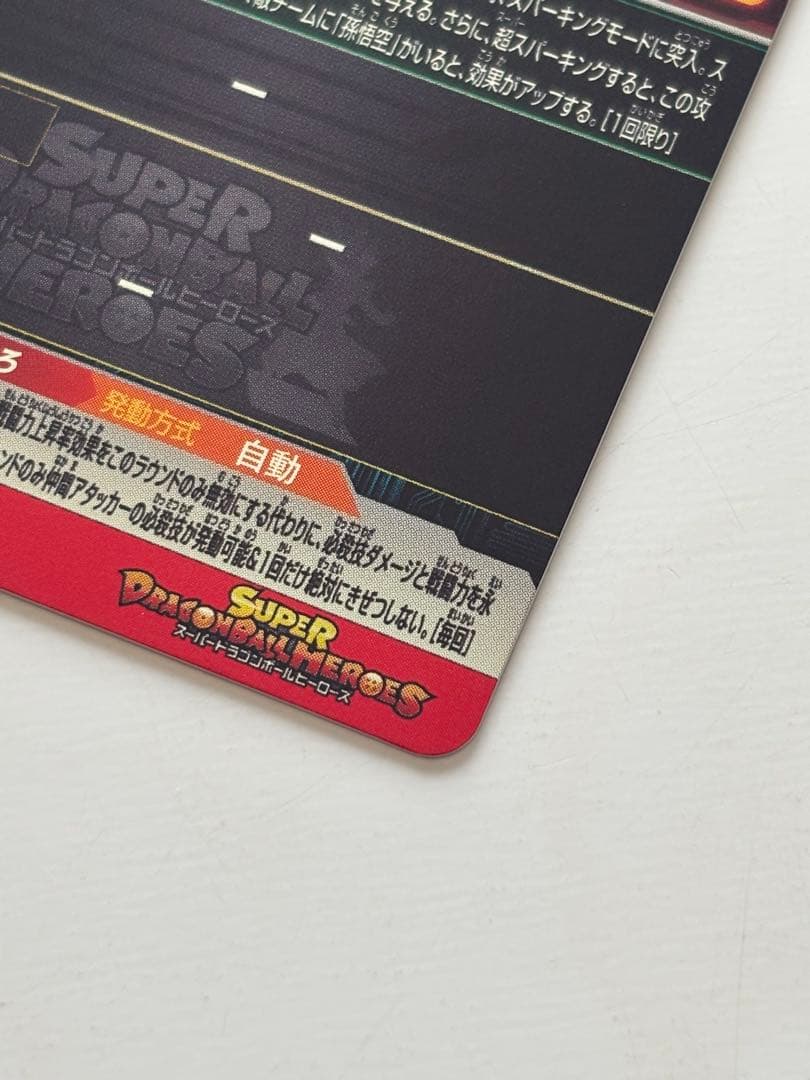 スパーキングモードに突入。ス
を与える。さらに、超スパーキングすると、この攻
敵チームに「孫悟空」がいると、効果がアップする。[1回限り]
SUPER
DRAGONBALL
スーパードラゴンボールヒーローズ
HEROES
ろ
発動方式 自動
戦闘力上昇率効果をこのラウンドのみ無効にする代わりに、必殺技ダメージと戦闘力を永
ンドのみ仲間アタッカーの必殺技が発動可能&1回だけ絶対にきぜつしない。[毎回]
SUPER
DRAGONBALL HEROES
スーパードラゴンボールヒーローズ